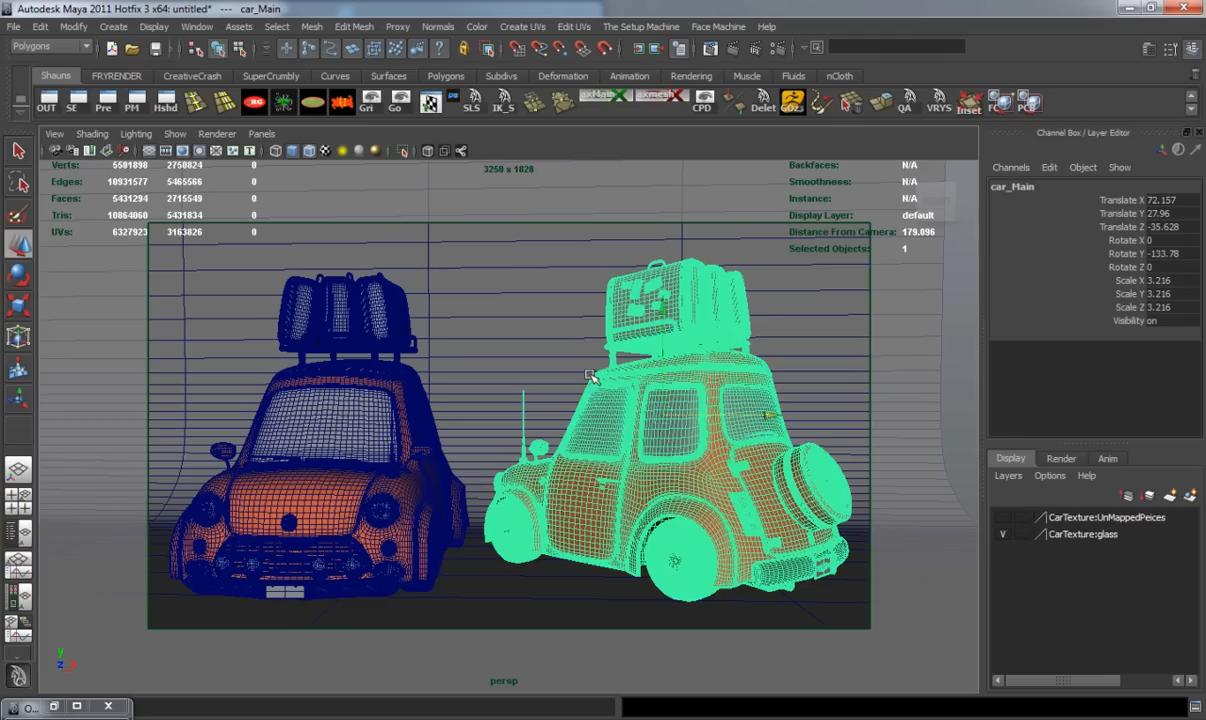 Autodesk Maya 2011 Hotfix 3 x64: untitled* --- car_Main
File Edit Modify Create Display Window Assets Select Mesh Edit Mesh Proxy Normals Color Create UVs Edit UVs The Setup Machine Face Machine Help
Polygons
Shauns FRYRENDER CreativeCrash SuperCrumbly Curves Surfaces Polygons Subdivs Deformation Animation Rendering Muscle Fluids nCloth
OUT SE Pre PM Hshd Gri Go SLS IK_S axMain axmesh CPD Delet GOz3 QA VRYS Inset FC PCB
View Shading Lighting Show Renderer Panels
Channel Box / Layer Editor
Channels Edit Object Show
Verts: 5501898 2750824 0
Edges: 10931577 5465566 0
Faces: 5431294 2715549 0
Tris: 10864060 5431834 0
UVs: 6327923 3163826 0
3250 x 1828
Backfaces: N/A
Smoothness: N/A
Instance: N/A
Display Layer: default
Distance From Camera: 179.096
Selected Objects: 1
car_Main
Translate X 72.157
Translate Y 27.96
Translate Z -35.628
Rotate X 0
Rotate Y -133.78
Rotate Z 0
Scale X 3.216
Scale Y 3.216
Scale Z 3.216
Visibility on
Display Render Anim
Layers Options Help
CarTexture:UnMappedPeices
V CarTexture:glass
y
z x
persp
O...